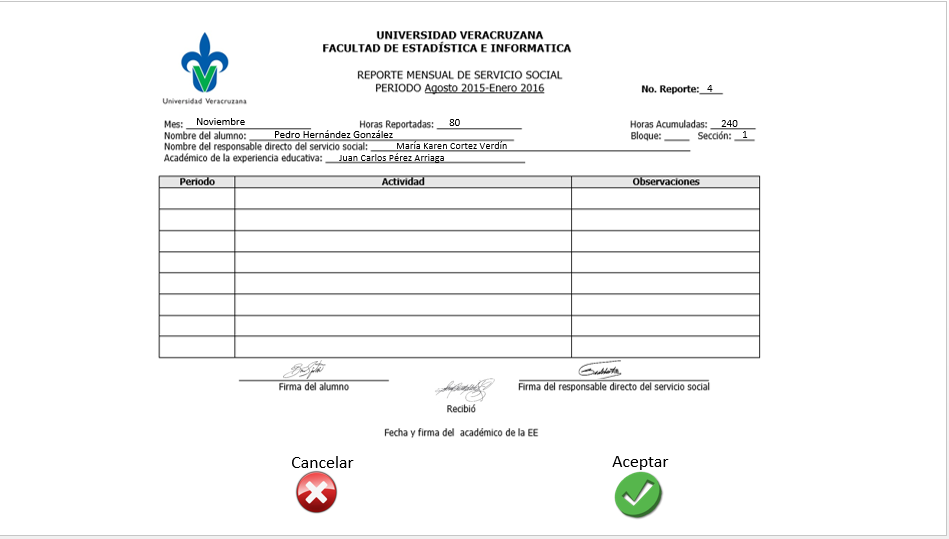 UNIVERSIDAD VERACRUZANA
FACULTAD DE ESTADÍSTICA E INFORMATICA
REPORTE MENSUAL DE SERVICIO SOCIAL
PERIODO Agosto 2015-Enero 2016
Universidad Veracruzana
No. Reporte: 4
Mes: Noviembre Horas Reportadas: 80 Horas Acumuladas: 240
Nombre del alumno: Pedro Hernández González Bloque: Sección: 1
Nombre del responsable directo del servicio social: María Karen Cortez Verdín
Académico de la experiencia educativa: Juan Carlos Pérez Arriaga
Periodo Actividad Observaciones
Firma del alumno Firma del responsable directo del servicio social
Recibió
Fecha y firma del académico de la EE
Cancelar Aceptar